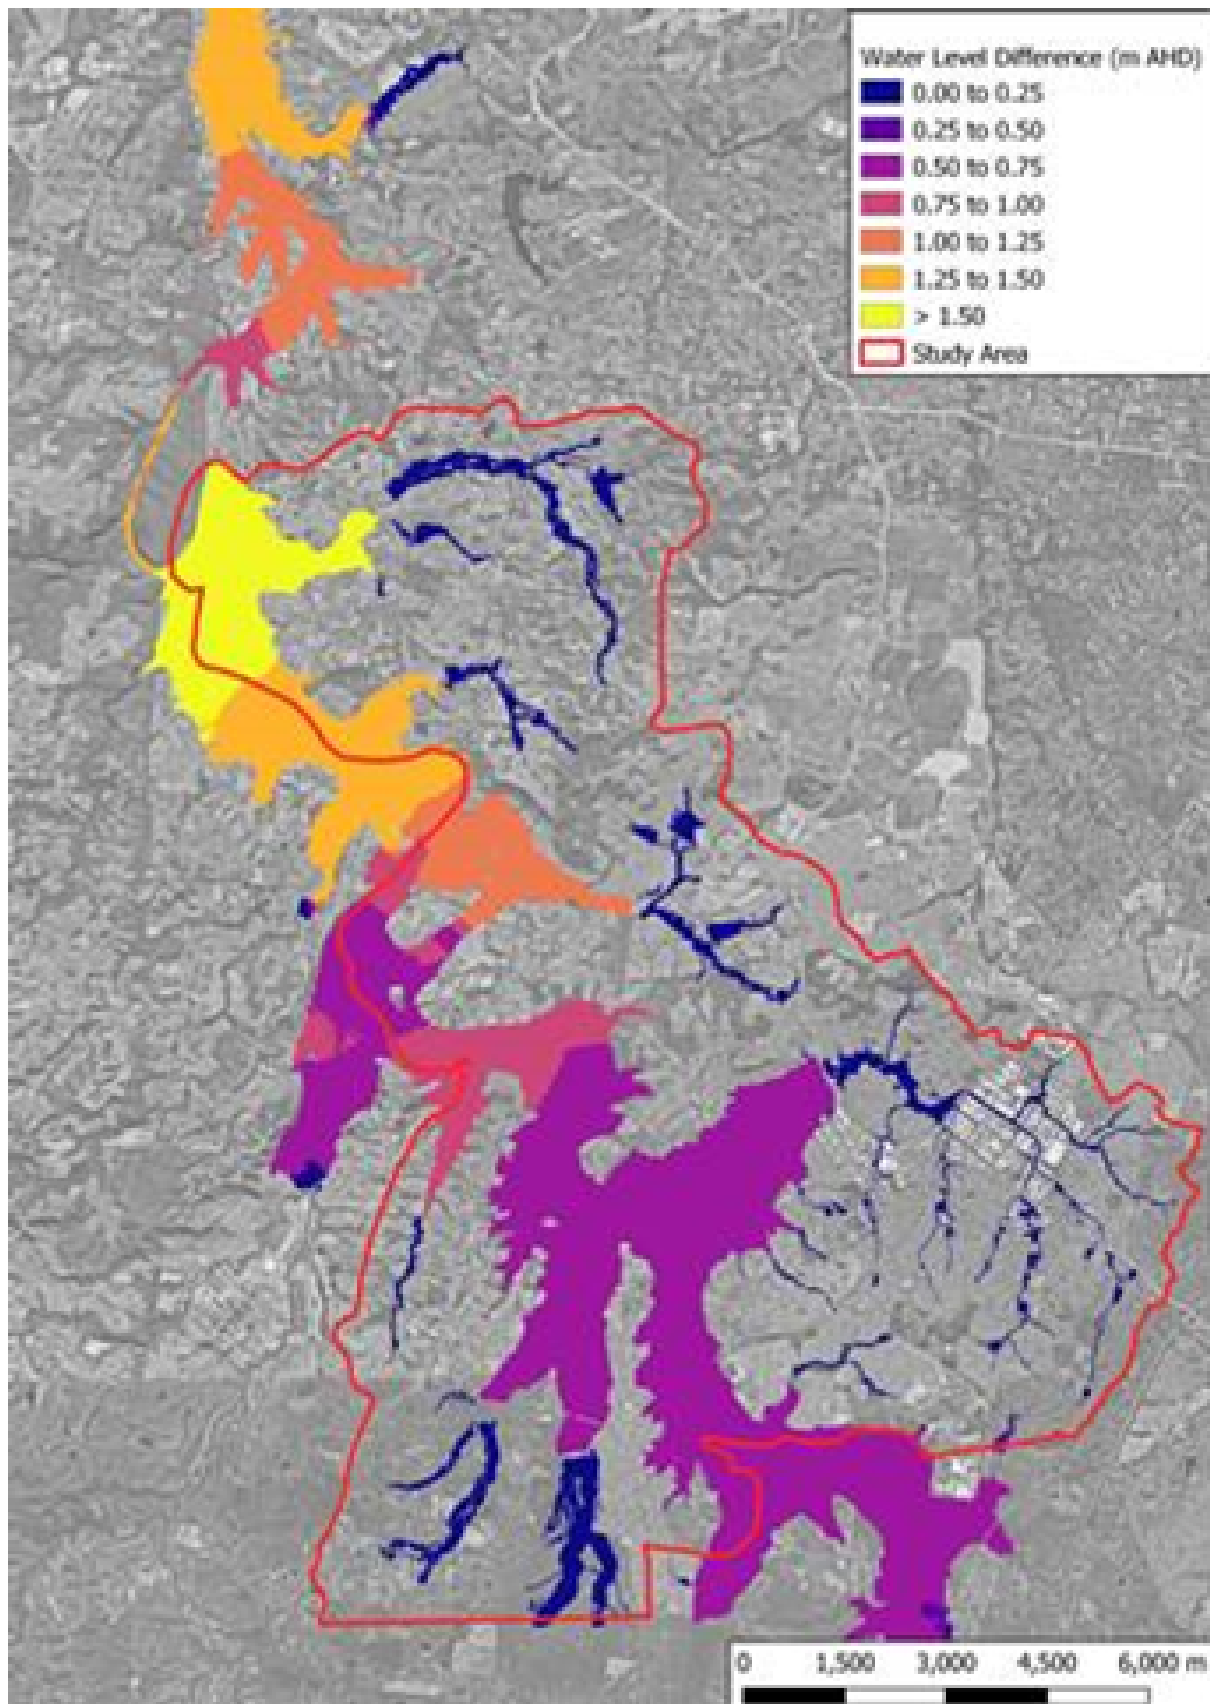 Water Level Difference (m AHD)
0.00 to 0.25
0.25 to 0.50
0.50 to 0.75
0.75 to 1.00
1.00 to 1.25
1.25 to 1.50
> 1.50
Study Area
0 1,500 3,000 4,500 6,000 m